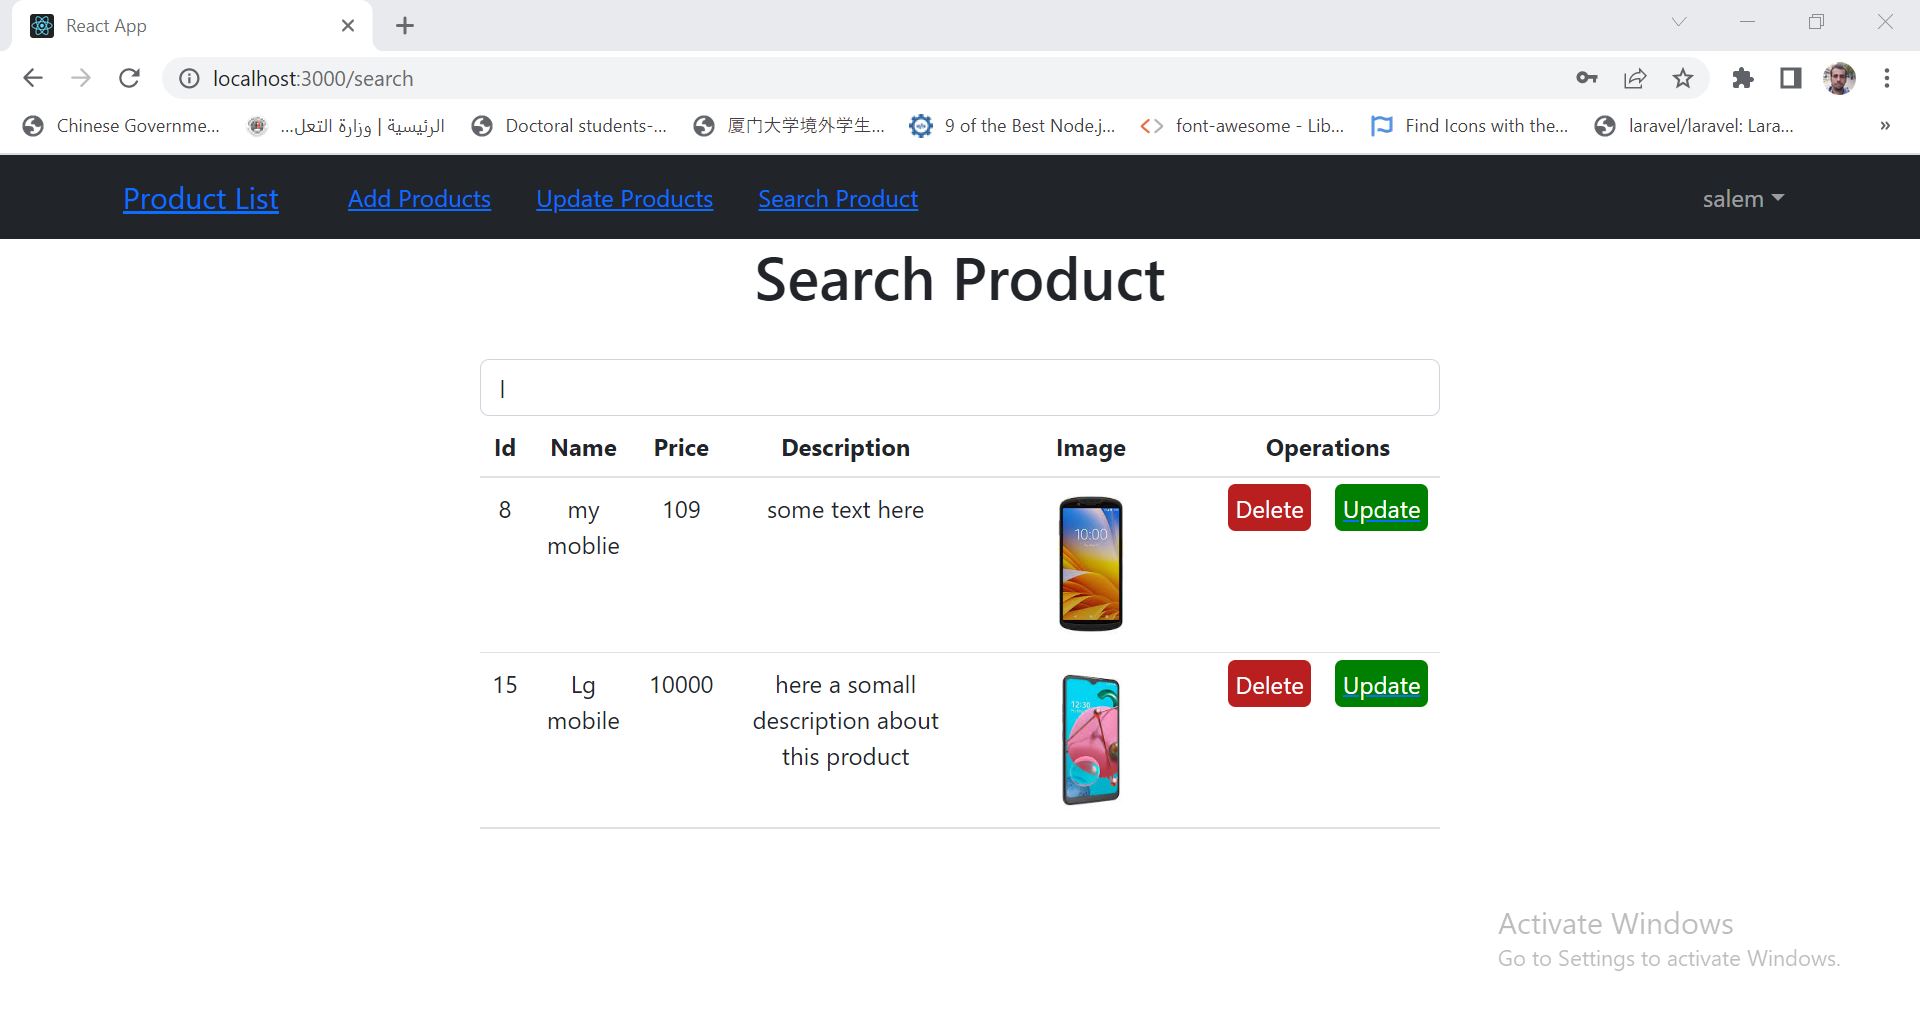 React App
localhost:3000/search
Chinese Governme...
الرئيسية | وزارة التعل...
Doctoral students-...
厦门大学境外学生...
9 of the Best Node.j...
font-awesome - Lib...
Find Icons with the...
laravel/laravel: Lara...
»
Product List
Add Products
Update Products
Search Product
salem
Search Product
l
Id Name Price Description Image Operations
8 my 109 some text here 10:00 Delete Update
moblie
15 Lg 10000 here a somall 12:30 Delete Update
mobile description about
this product
Activate Windows
Go to Settings to activate Windows.